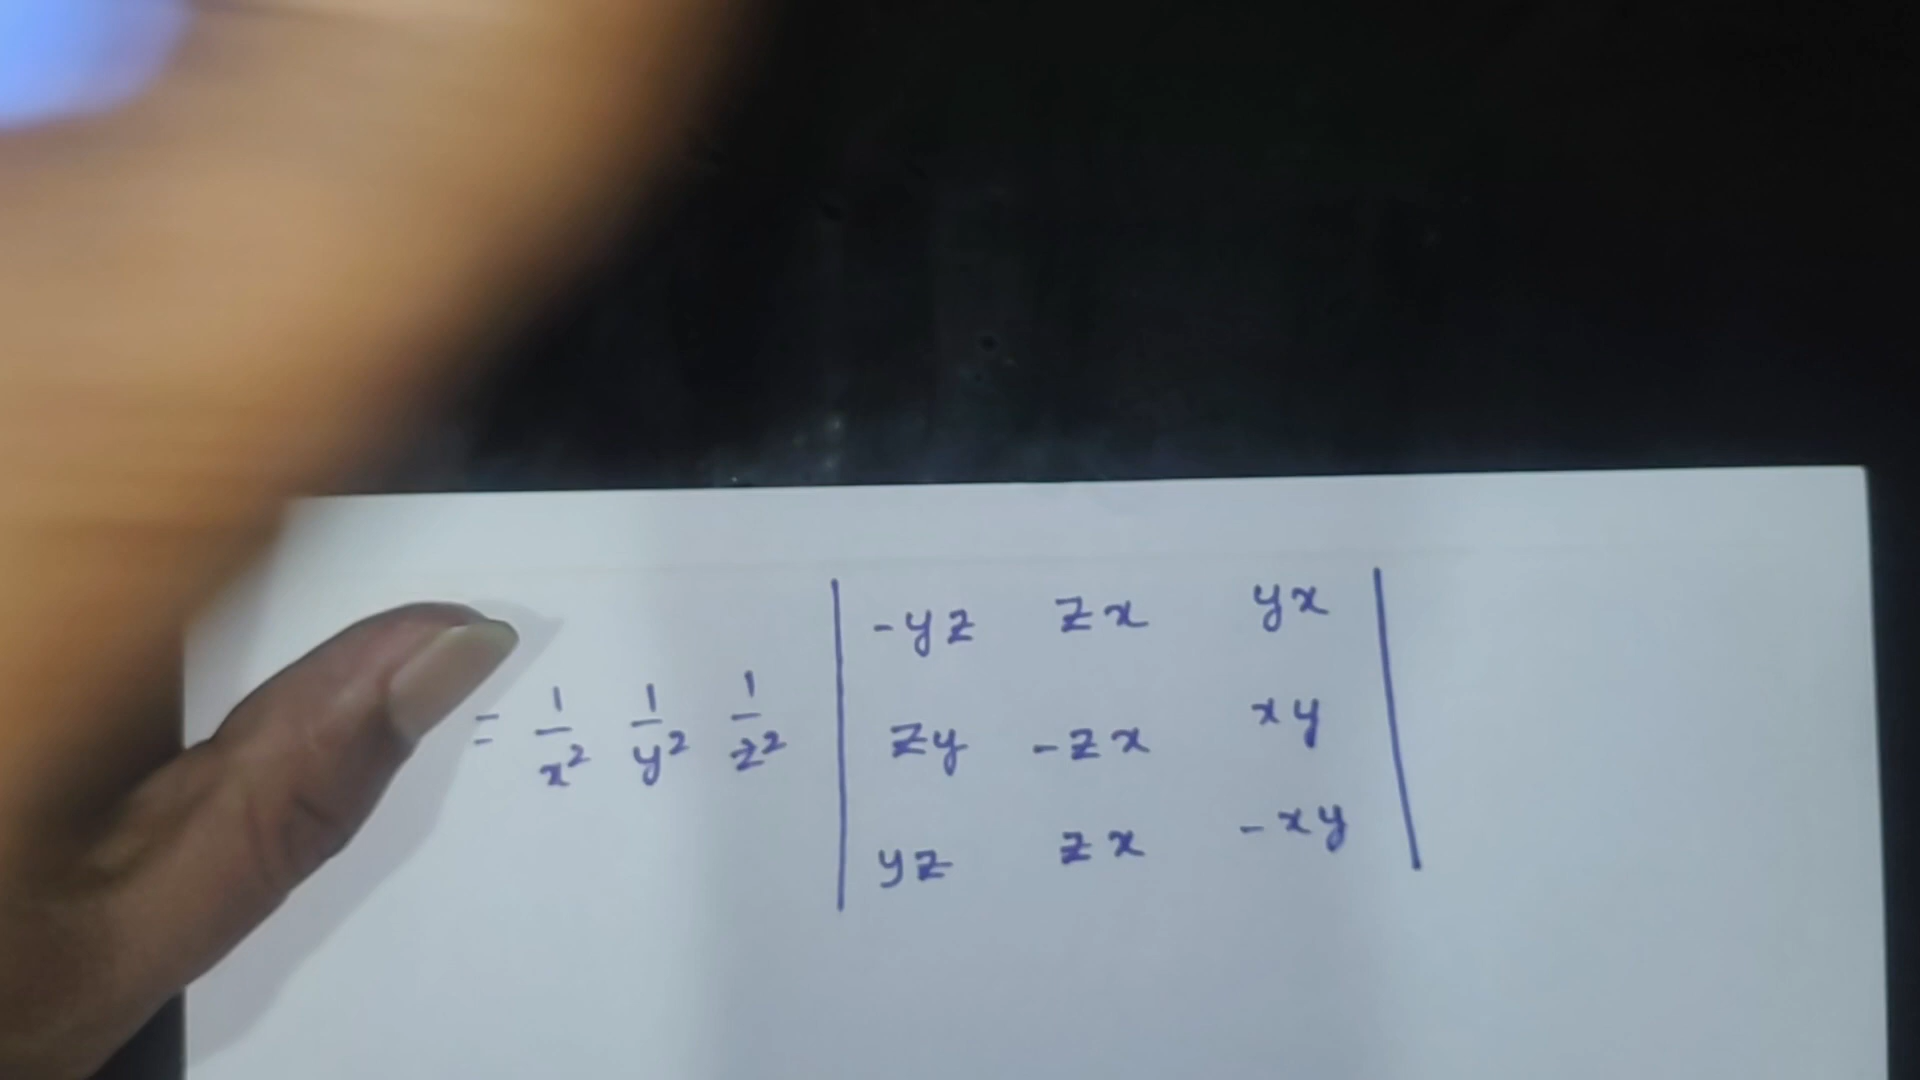 = 1/x² 1/y² 1/z² | -yz zx yx |
| zy -zx xy |
| yz zx -xy |